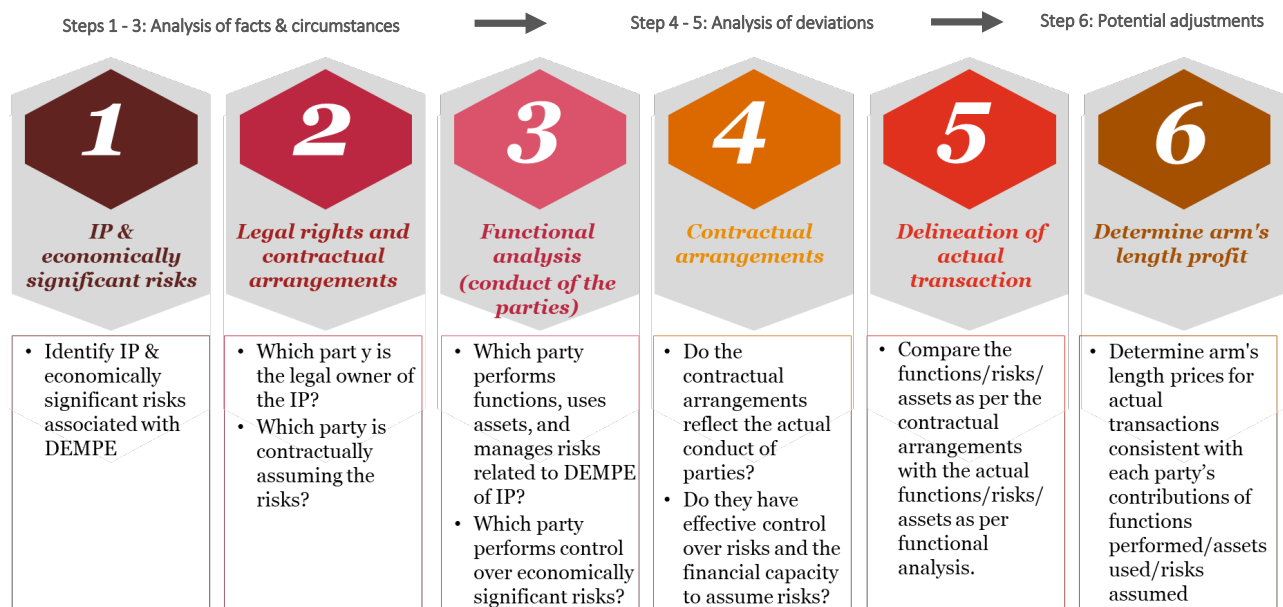 Steps 1 - 3: Analysis of facts & circumstances
Step 4 - 5: Analysis of deviations
Step 6: Potential adjustments
1
IP &
economically
significant risks
• Identify IP &
economically
significant risks
associated with
DEMPE
2
Legal rights and
contractual
arrangements
• Which part y is
the legal owner of
the IP?
• Which party is
contractually
assuming the
risks?
3
Functional
analysis
(conduct of the
parties)
• Which party
performs
functions, uses
assets, and
manages risks
related to DEMPE
of IP?
• Which party
performs control
over economically
significant risks?
4
Contractual
arrangements
• Do the
contractual
arrangements
reflect the actual
conduct of
parties?
• Do they have
effective control
over risks and the
financial capacity
to assume risks?
5
Delineation of
actual
transaction
• Compare the
functions/risks/
assets as per the
contractual
arrangements
with the actual
functions/risks/
assets as per
functional
analysis.
6
Determine arm's
length profit
• Determine arm's
length prices for
actual
transactions
consistent with
each party’s
contributions of
functions
performed/assets
used/risks
assumed